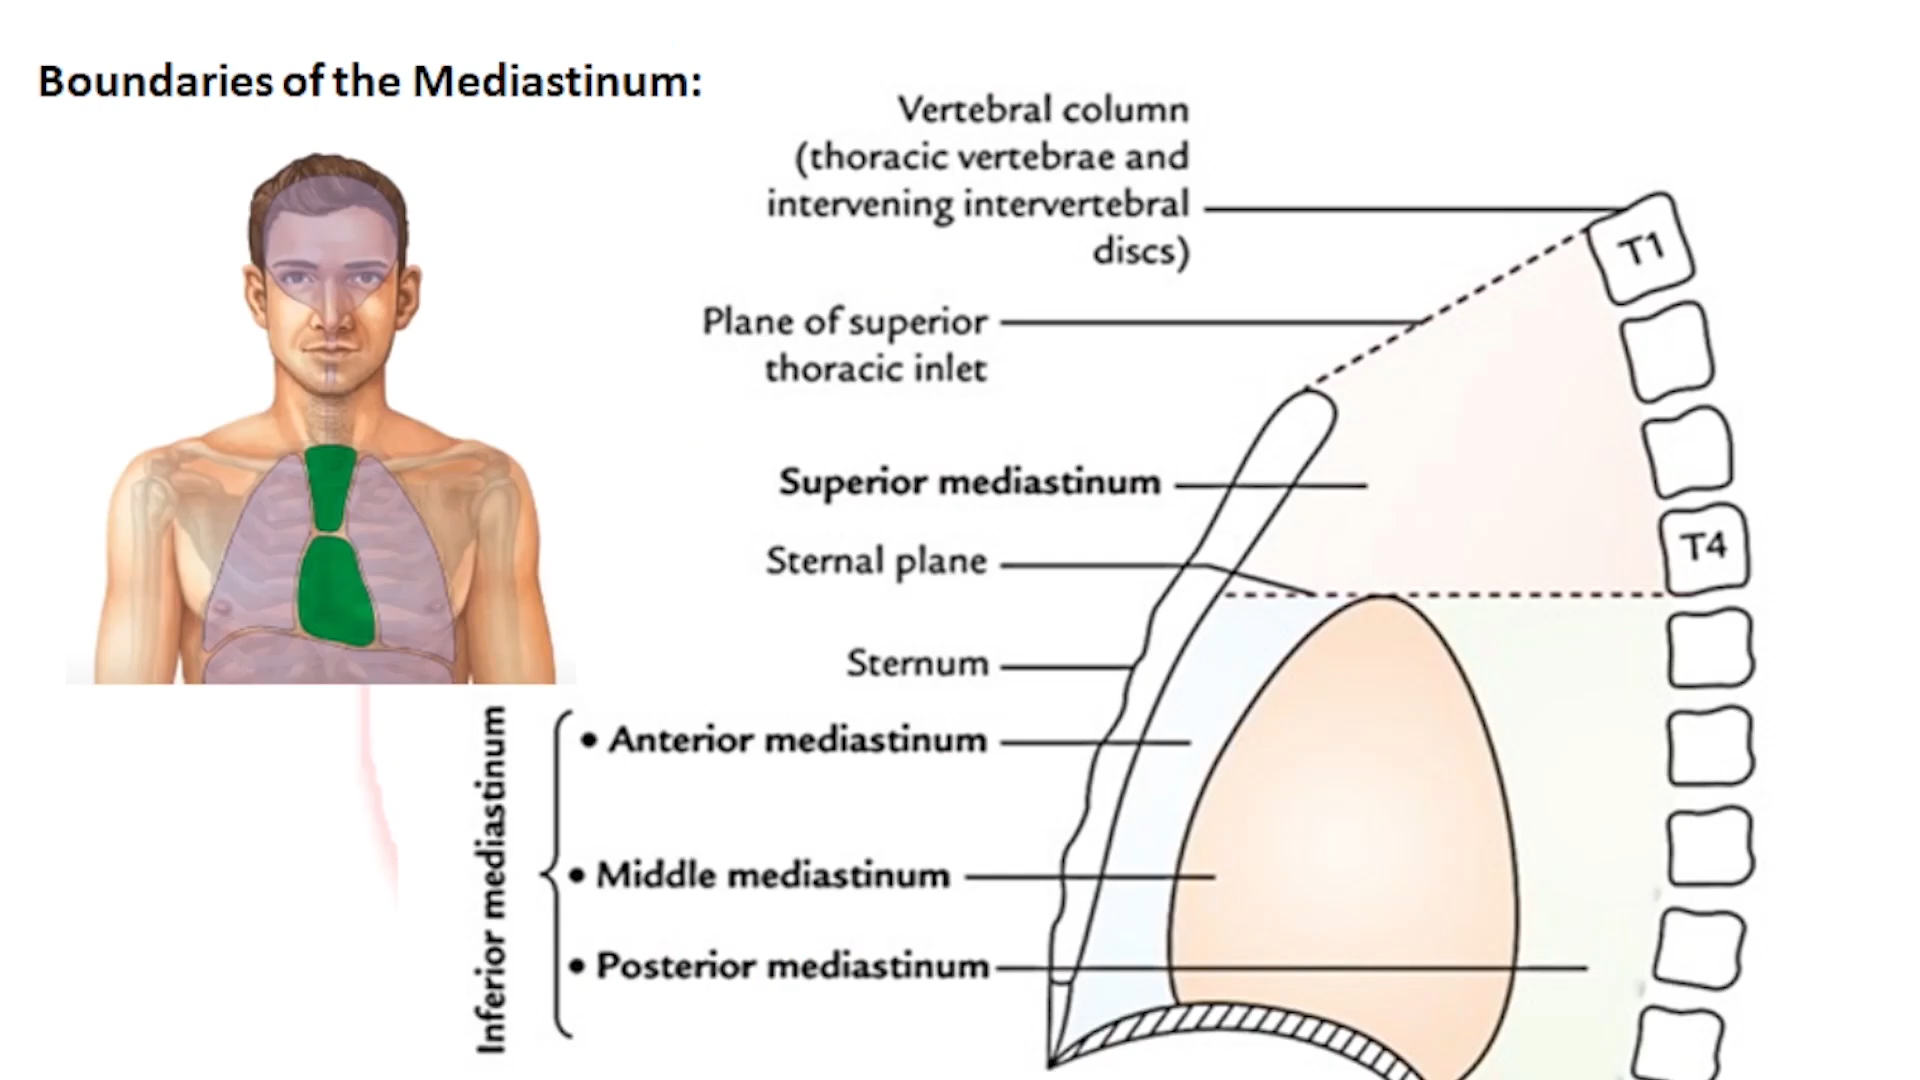 Boundaries of the Mediastinum:
Vertebral column
(thoracic vertebrae and
intervening intervertebral
discs)
T1
Plane of superior
thoracic inlet
Superior mediastinum
T4
Sternal plane
Sternum
Inferior mediastinum
• Anterior mediastinum
• Middle mediastinum
• Posterior mediastinum